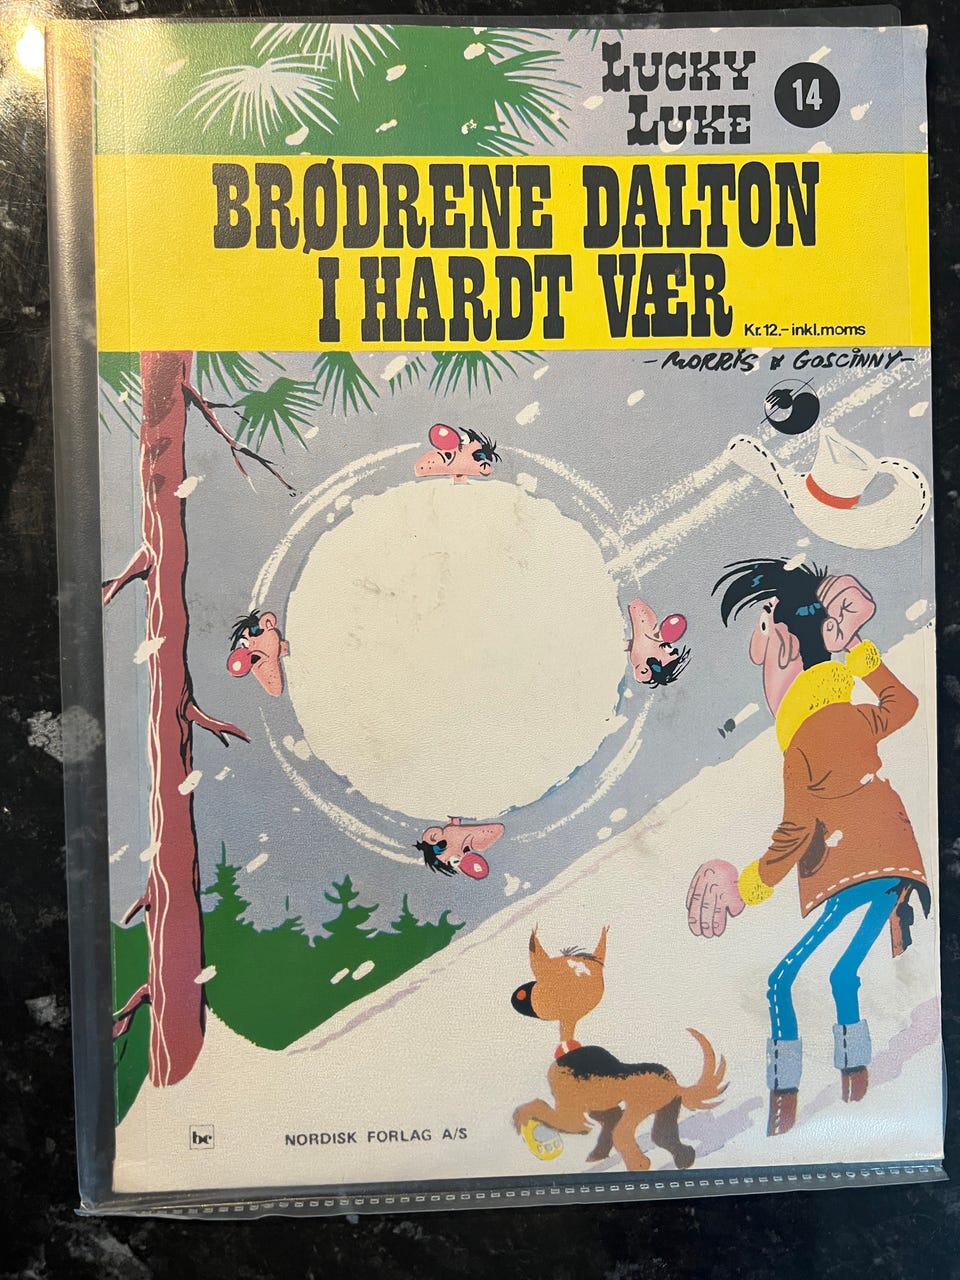 LUCKY
LUKE
14
BRØDRENE DALTON
I HARDT VÆR
Kr.12.- inkl.moms
- MORRIS & GOSCINNY -
bc
NORDISK FORLAG A/S